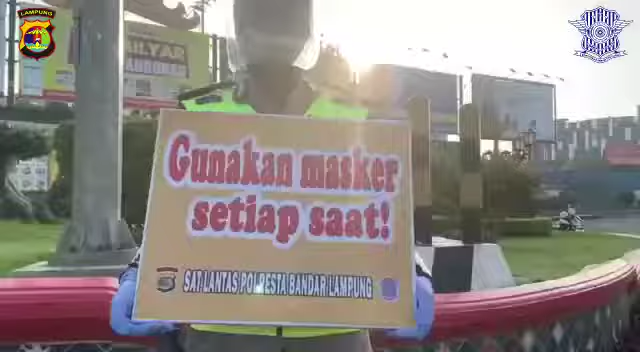 LAMPUNG
Gunakan masker
setiap saat!
SAT LANTAS POLRESTA BANDAR LAMPUNG